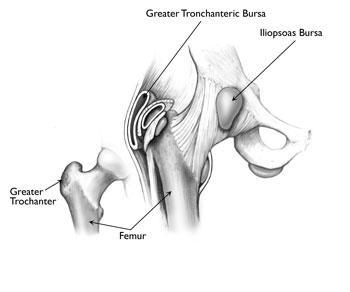 Greater Tronchanteric Bursa
Iliopsoas Bursa
Greater
Trochanter
Femur